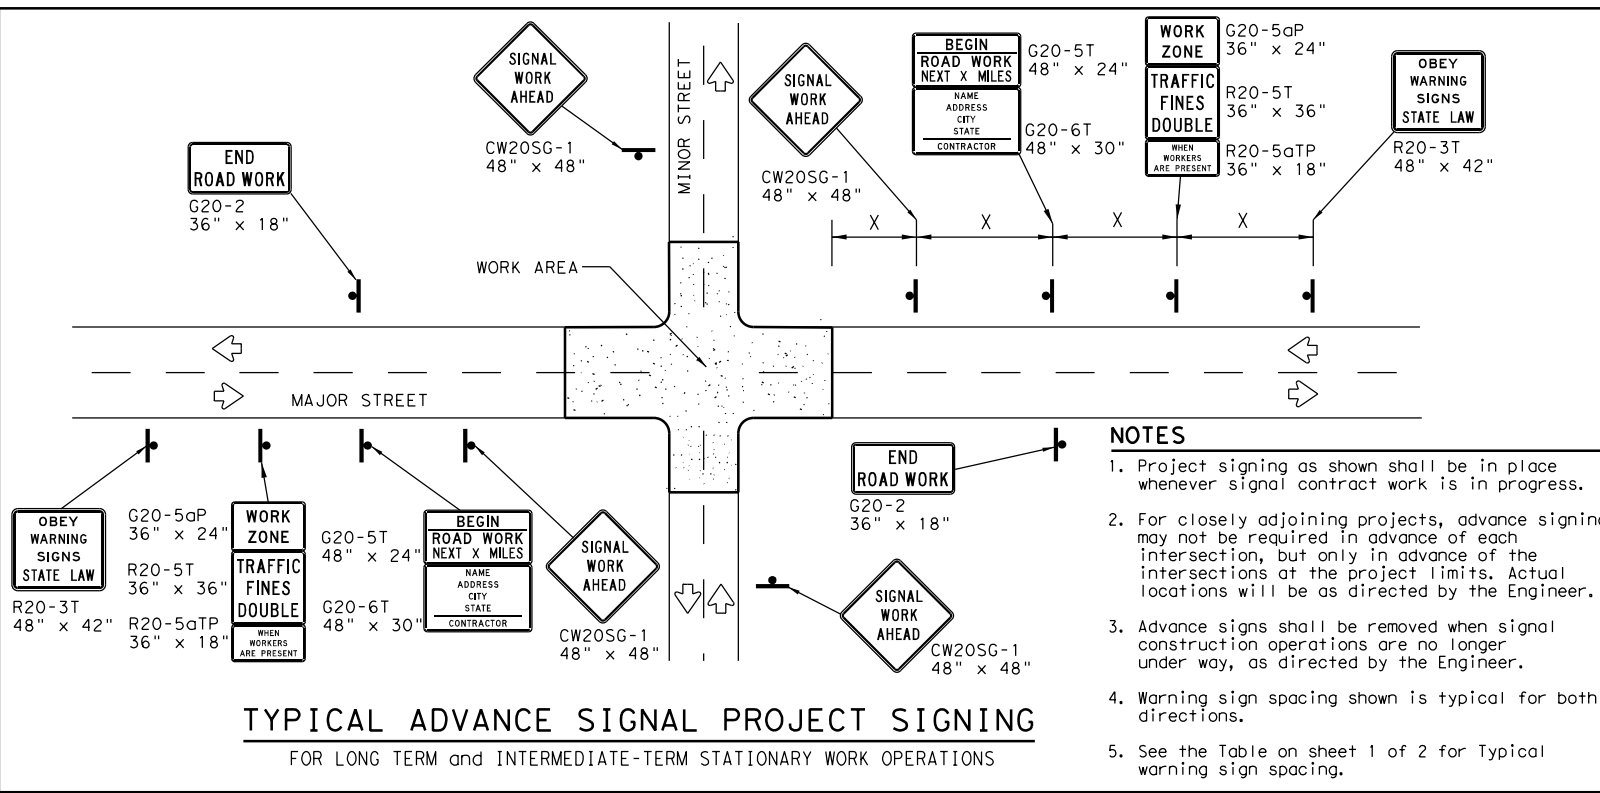 SIGNAL
WORK
AHEAD
CW20SG-1
48" x 48"
END
ROAD WORK
G20-2
36" x 18"
MINOR STREET
WORK AREA
SIGNAL
WORK
AHEAD
CW20SG-1
48" x 48"
BEGIN
ROAD WORK
NEXT X MILES
NAME
ADDRESS
CITY
STATE
CONTRACTOR
G20-5T
48" x 24"
G20-6T
48" x 30"
WORK
ZONE
TRAFFIC
FINES
DOUBLE
WHEN
WORKERS
ARE PRESENT
G20-5aP
36" x 24"
R20-5T
36" x 36"
R20-5aTP
36" x 18"
OBEY
WARNING
SIGNS
STATE LAW
R20-3T
48" x 42"
X X X X
MAJOR STREET
OBEY
WARNING
SIGNS
STATE LAW
R20-3T
48" x 42"
G20-5aP
36" x 24"
R20-5T
36" x 36"
R20-5aTP
36" x 18"
WORK
ZONE
TRAFFIC
FINES
DOUBLE
WHEN
WORKERS
ARE PRESENT
G20-5T
48" x 24"
G20-6T
48" x 30"
BEGIN
ROAD WORK
NEXT X MILES
NAME
ADDRESS
CITY
STATE
CONTRACTOR
SIGNAL
WORK
AHEAD
CW20SG-1
48" x 48"
END
ROAD WORK
G20-2
36" x 18"
SIGNAL
WORK
AHEAD
CW20SG-1
48" x 48"
TYPICAL ADVANCE SIGNAL PROJECT SIGNING
FOR LONG TERM and INTERMEDIATE-TERM STATIONARY WORK OPERATIONS
NOTES
1. Project signing as shown shall be in place
whenever signal contract work is in progress.
2. For closely adjoining projects, advance signing
may not be required in advance of each
intersection, but only in advance of the
intersections at the project limits. Actual
locations will be as directed by the Engineer.
3. Advance signs shall be removed when signal
construction operations are no longer
under way, as directed by the Engineer.
4. Warning sign spacing shown is typical for both
directions.
5. See the Table on sheet 1 of 2 for Typical
warning sign spacing.